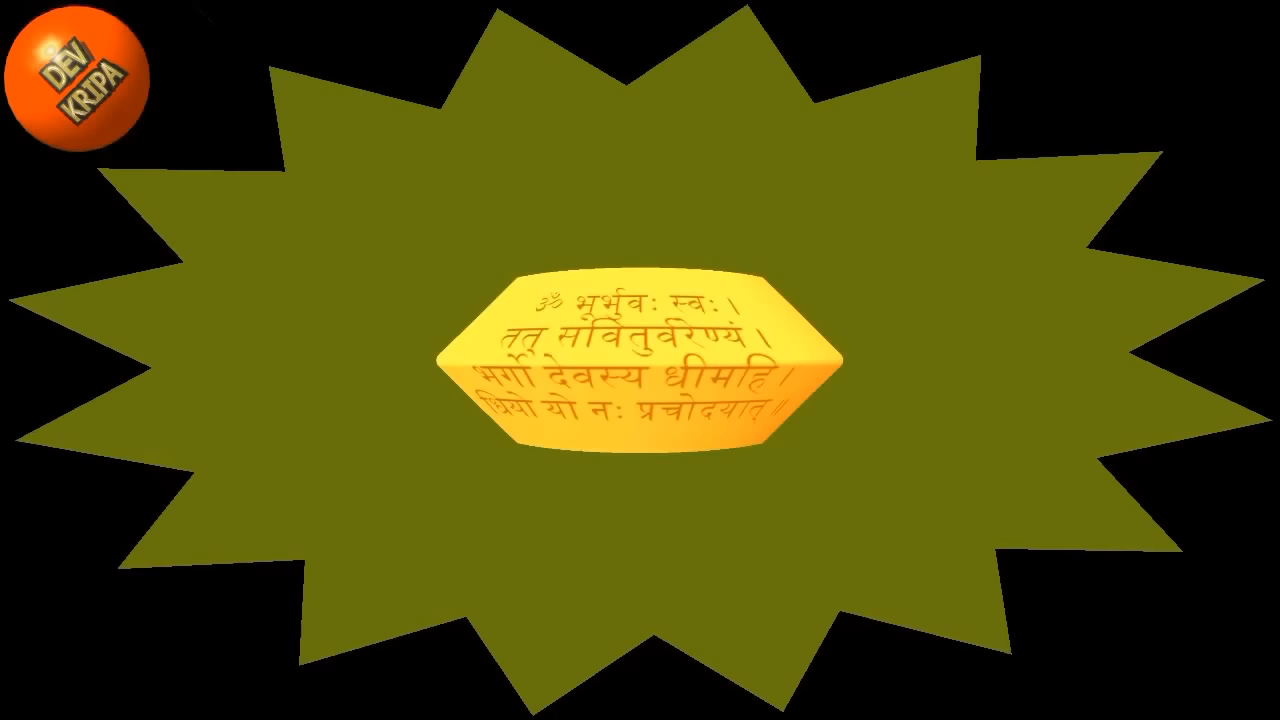 DEV
KRIPA
ॐ भूर्भुवः स्वः।
ततु सवितुर्वरेण्यं।
भर्गो देवस्य धीमहि।
धियो यो नः प्रचोदयात्॥